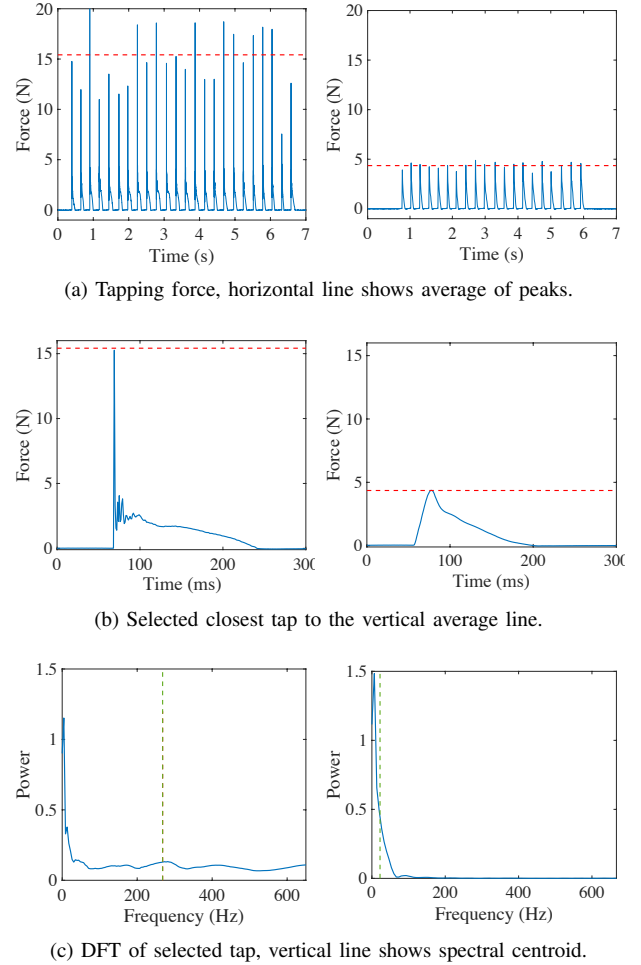 20
15
10
5
0
Force (N)
0 1 2 3 4 5 6 7
Time (s)
20
15
10
5
0
Force (N)
0 1 2 3 4 5 6 7
Time (s)
(a) Tapping force, horizontal line shows average of peaks.
15
10
5
0
Force (N)
0 100 200 300
Time (ms)
15
10
5
0
Force (N)
0 100 200 300
Time (ms)
(b) Selected closest tap to the vertical average line.
1.5
1
0.5
0
Power
0 200 400 600
Frequency (Hz)
1.5
1
0.5
0
Power
0 200 400 600
Frequency (Hz)
(c) DFT of selected tap, vertical line shows spectral centroid.